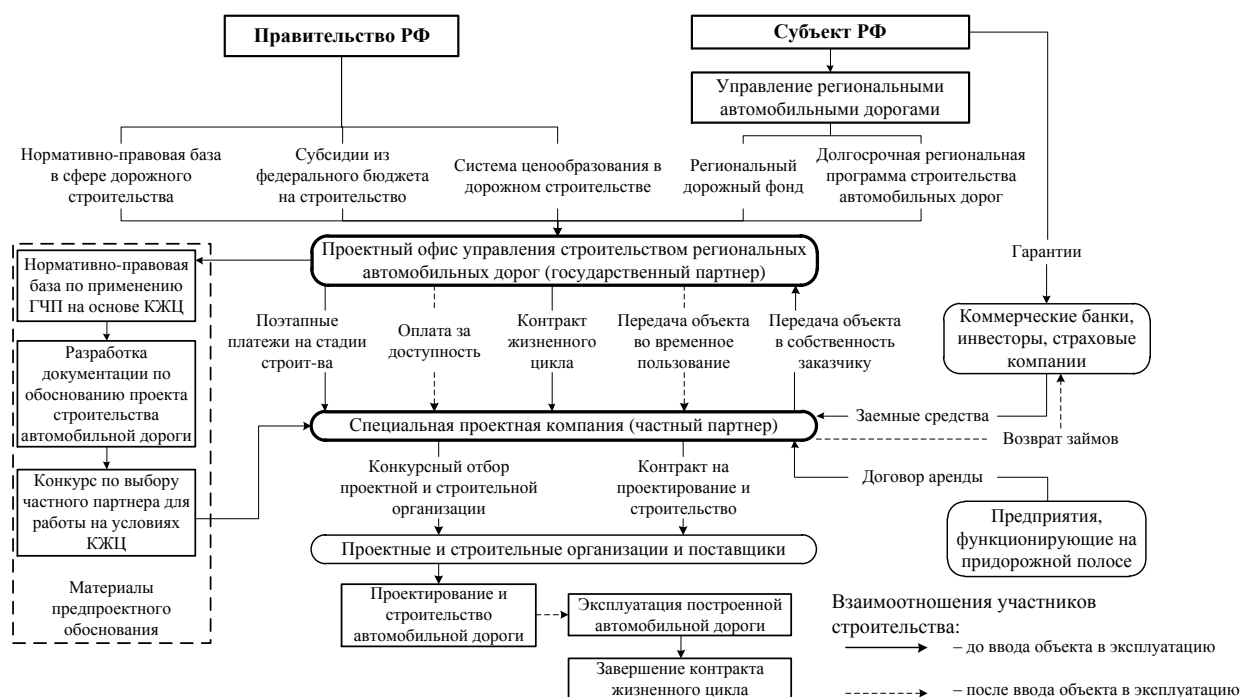 Правительство РФ
Субъект РФ
Управление региональными
автомобильными дорогами
Нормативно-правовая база
в сфере дорожного
строительства
Субсидии из
федерального бюджета
на строительство
Система ценообразования в
дорожном строительстве
Региональный
дорожный фонд
Долгосрочная региональная
программа строительства
автомобильных дорог
Проектный офис управления строительством региональных
автомобильных дорог (государственный партнер)
Гарантии
Нормативно-правовая
база по применению
ГЧП на основе КЖЦ
Поэтапные
платежи на стадии
строит-ва
Оплата за
доступность
Контракт
жизненного
цикла
Передача объекта
во временное
пользование
Передача объекта
в собственность
заказчику
Коммерческие банки,
инвесторы, страховые
компании
Разработка
документации по
обоснованию проекта
строительства
автомобильной дороги
Заемные средства
Специальная проектная компания (частный партнер)
Возврат займов
Конкурс по выбору
частного партнера для
работы на условиях
КЖЦ
Конкурсный отбор
проектной и строительной
организации
Контракт на
проектирование и
строительство
Договор аренды
Предприятия,
функционирующие на
придорожной полосе
Проектные и строительные организации и поставщики
Материалы
предпроектного
обоснования
Проектирование и
строительство
автомобильной дороги
Эксплуатация построенной
автомобильной дороги
Завершение контракта
жизненного цикла
Взаимоотношения участников
строительства:
– до ввода объекта в эксплуатацию
– после ввода объекта в эксплуатацию